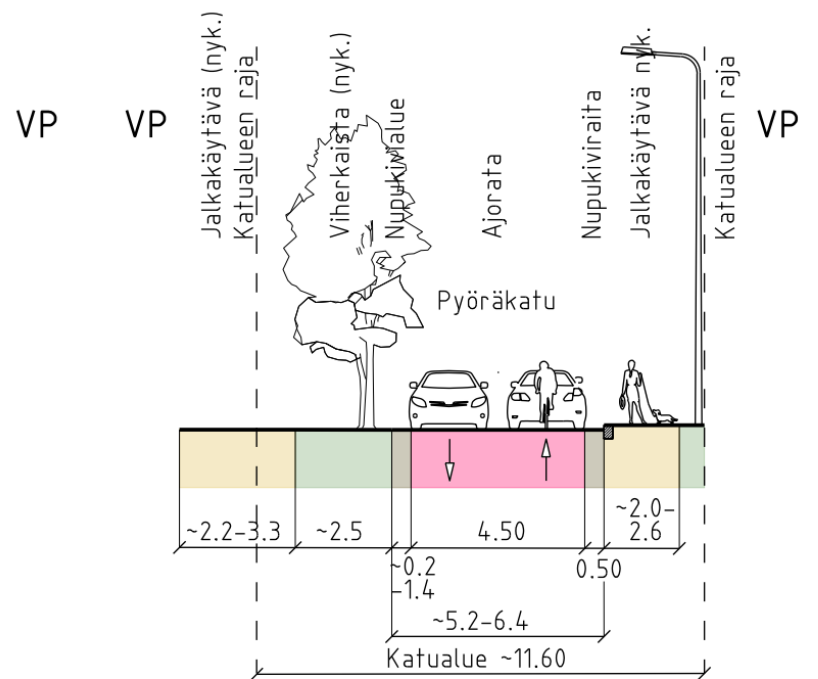 Jalkakäytävä (nyk.)
Katualueen raja
Viherkaista (nyk.)
Nupukivialue
Ajorata
Nupukiviraita
Jalkakäytävä nyk.
Katualueen raja
VP
VP
VP
Pyöräkatu
~2.2-3.3
~2.5
~0.2
-1.4
4.50
0.50
~2.0-
2.6
~5.2-6.4
Katualue ~11.60